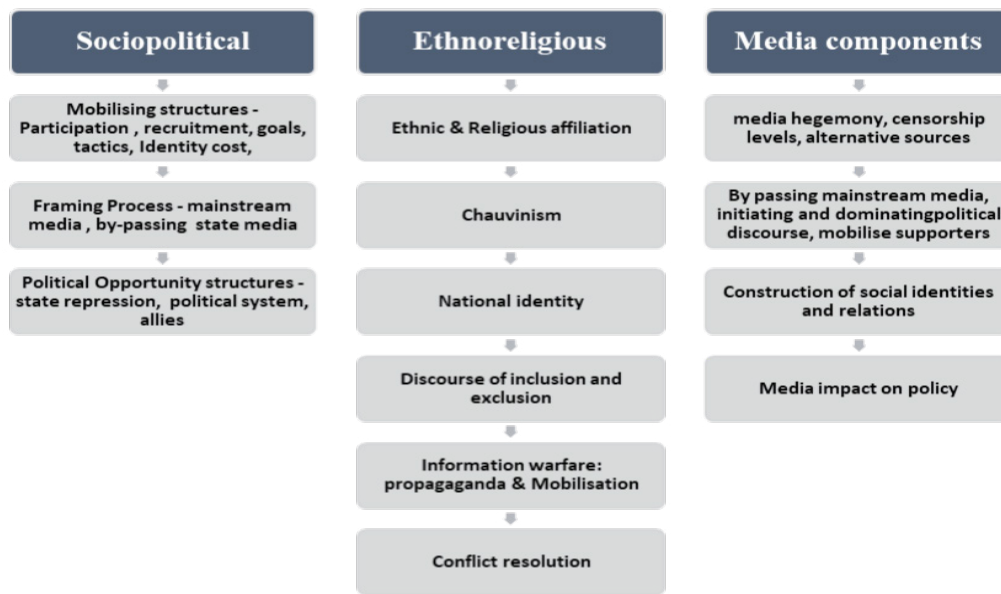 Sociopolitical
Mobilising structures -
Participation , recruitment, goals,
tactics, Identity cost,
Framing Process - mainstream
media , by-passing state media
Political Opportunity structures -
state repression, political system,
allies
Ethnoreligious
Ethnic & Religious affiliation
Chauvinism
National identity
Discourse of inclusion and
exclusion
Information warfare:
propagaganda & Mobilisation
Conflict resolution
Media components
media hegemony, censorship
levels, alternative sources
By passing mainstream media,
initiating and dominatingpolitical
discourse, mobilise supporters
Construction of social identities
and relations
Media impact on policy